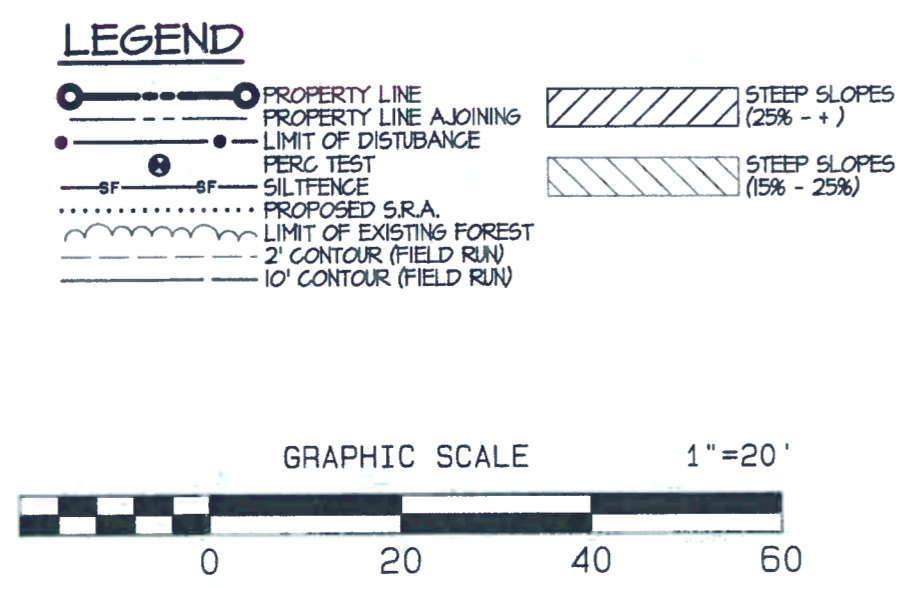 LEGEND
PROPERTY LINE
PROPERTY LINE AJOINING
LIMIT OF DISTUBANCE
PERC TEST
SF SF SILTFENCE
PROPOSED S.R.A.
LIMIT OF EXISTING FOREST
2' CONTOUR (FIELD RUN)
10' CONTOUR (FIELD RUN)
STEEP SLOPES
(25% - + )
STEEP SLOPES
(15% - 25%)
GRAPHIC SCALE 1"=20'
0 20 40 60